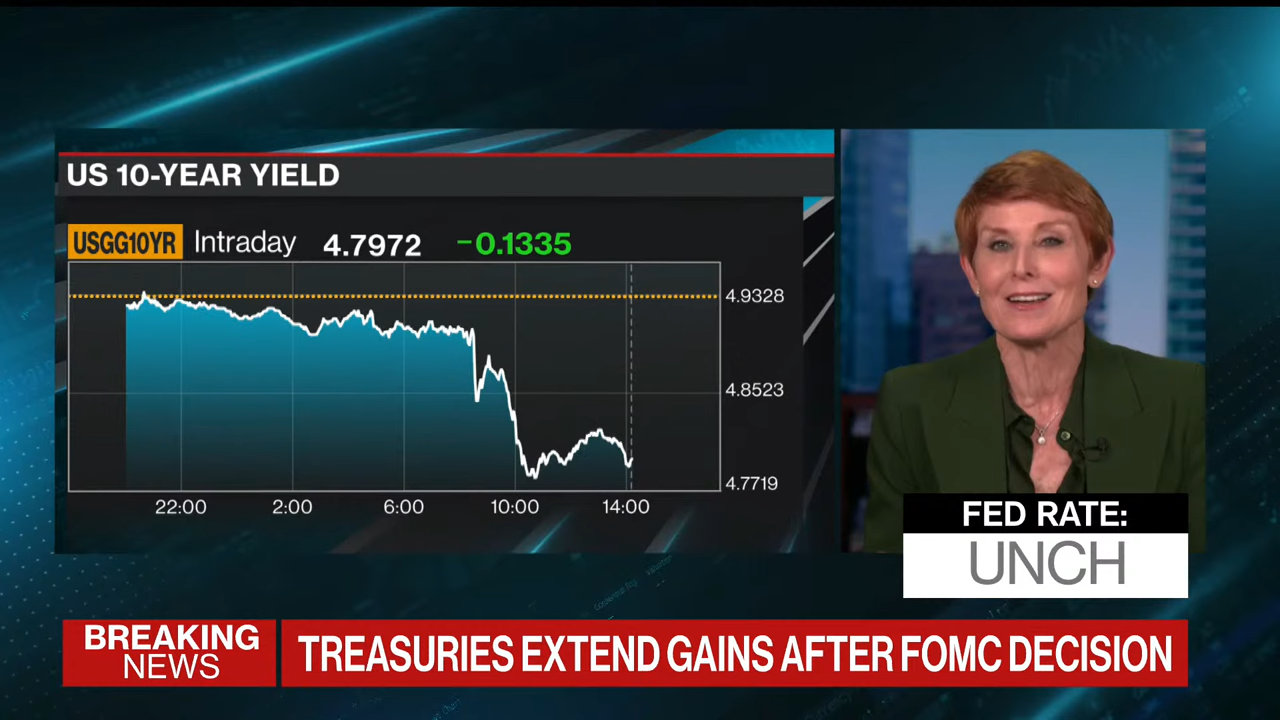 US 10-YEAR YIELD
USGG10YR Intraday 4.7972 -0.1335
4.9328
4.8523
4.7719
22:00 2:00 6:00 10:00 14:00
FED RATE:
UNCH
BREAKING
NEWS
TREASURIES EXTEND GAINS AFTER FOMC DECISION